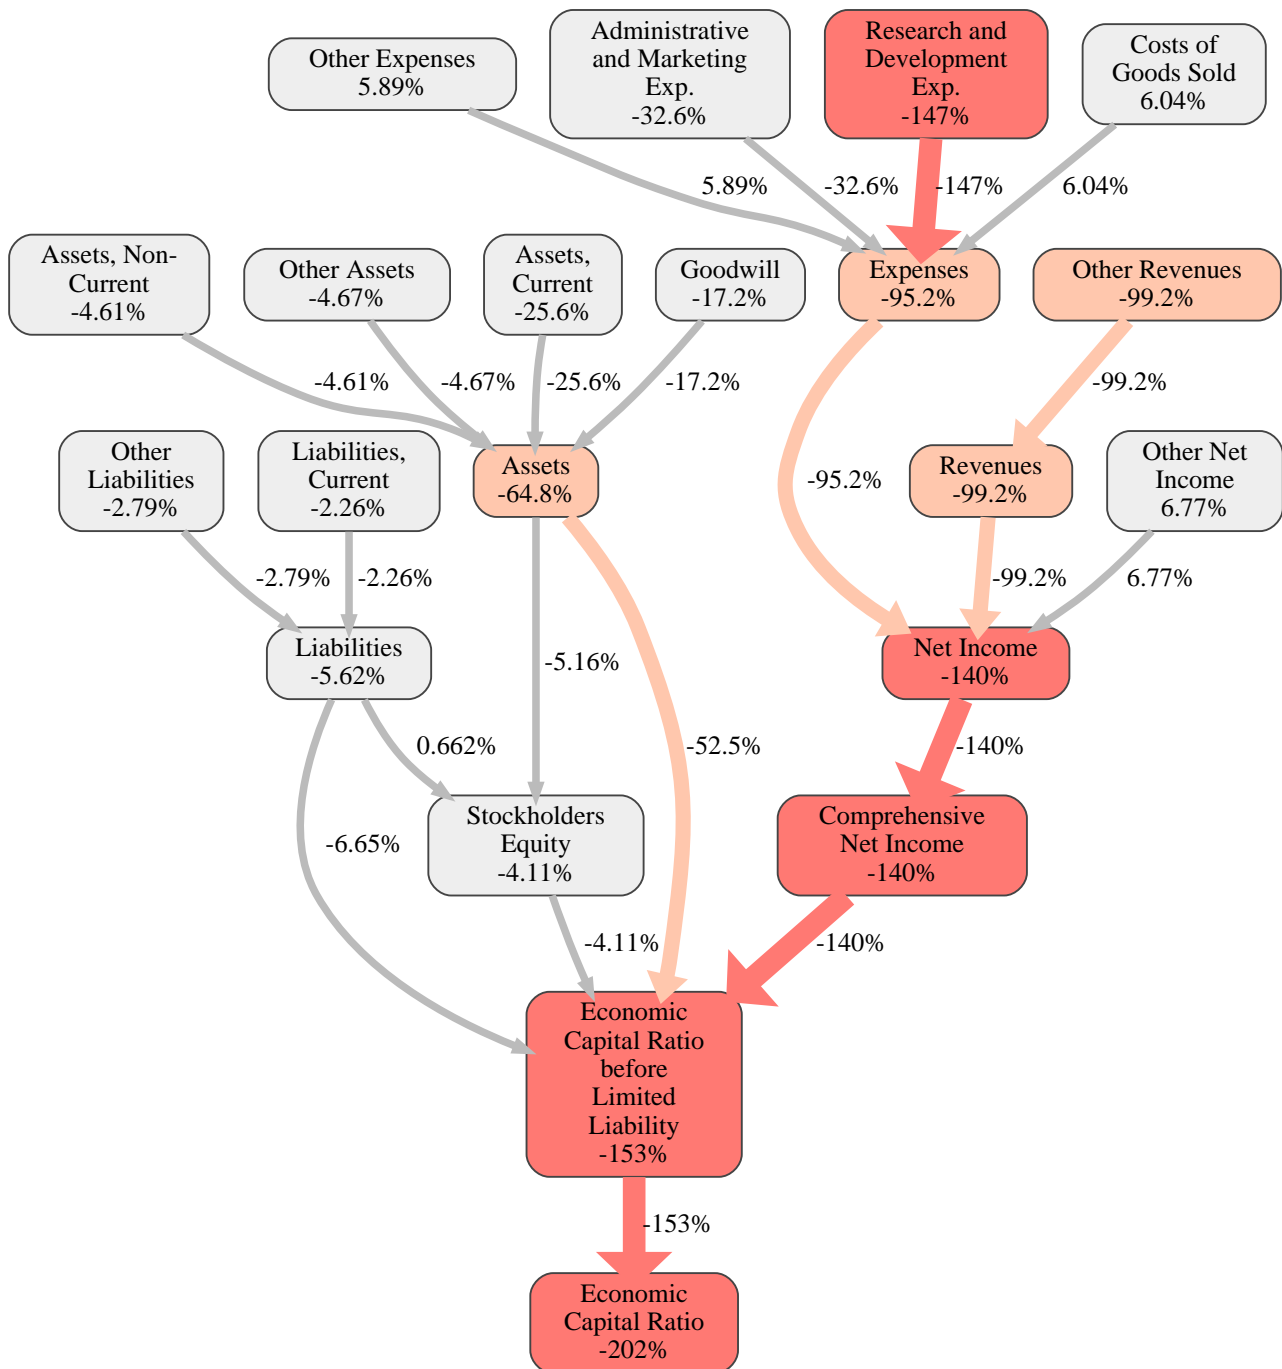 Other Expenses
5.89%
Administrative
and Marketing
Exp.
-32.6%
Research and
Development
Exp.
-147%
Costs of
Goods Sold
6.04%
5.89%
-32.6%
-147%
6.04%
Assets, Non-
Current
-4.61%
Other Assets
-4.67%
Assets,
Current
-25.6%
Goodwill
-17.2%
Expenses
-95.2%
Other Revenues
-99.2%
-4.61%
-4.67%
-25.6%
-17.2%
-99.2%
Other
Liabilities
-2.79%
Liabilities,
Current
-2.26%
Assets
-64.8%
-95.2%
Revenues
-99.2%
Other Net
Income
6.77%
-2.79%
-2.26%
-99.2%
6.77%
Liabilities
-5.62%
-5.16%
Net Income
-140%
0.662%
-52.5%
-140%
-6.65%
Stockholders
Equity
-4.11%
Comprehensive
Net Income
-140%
-4.11%
-140%
Economic
Capital Ratio
before
Limited
Liability
-153%
-153%
Economic
Capital Ratio
-202%